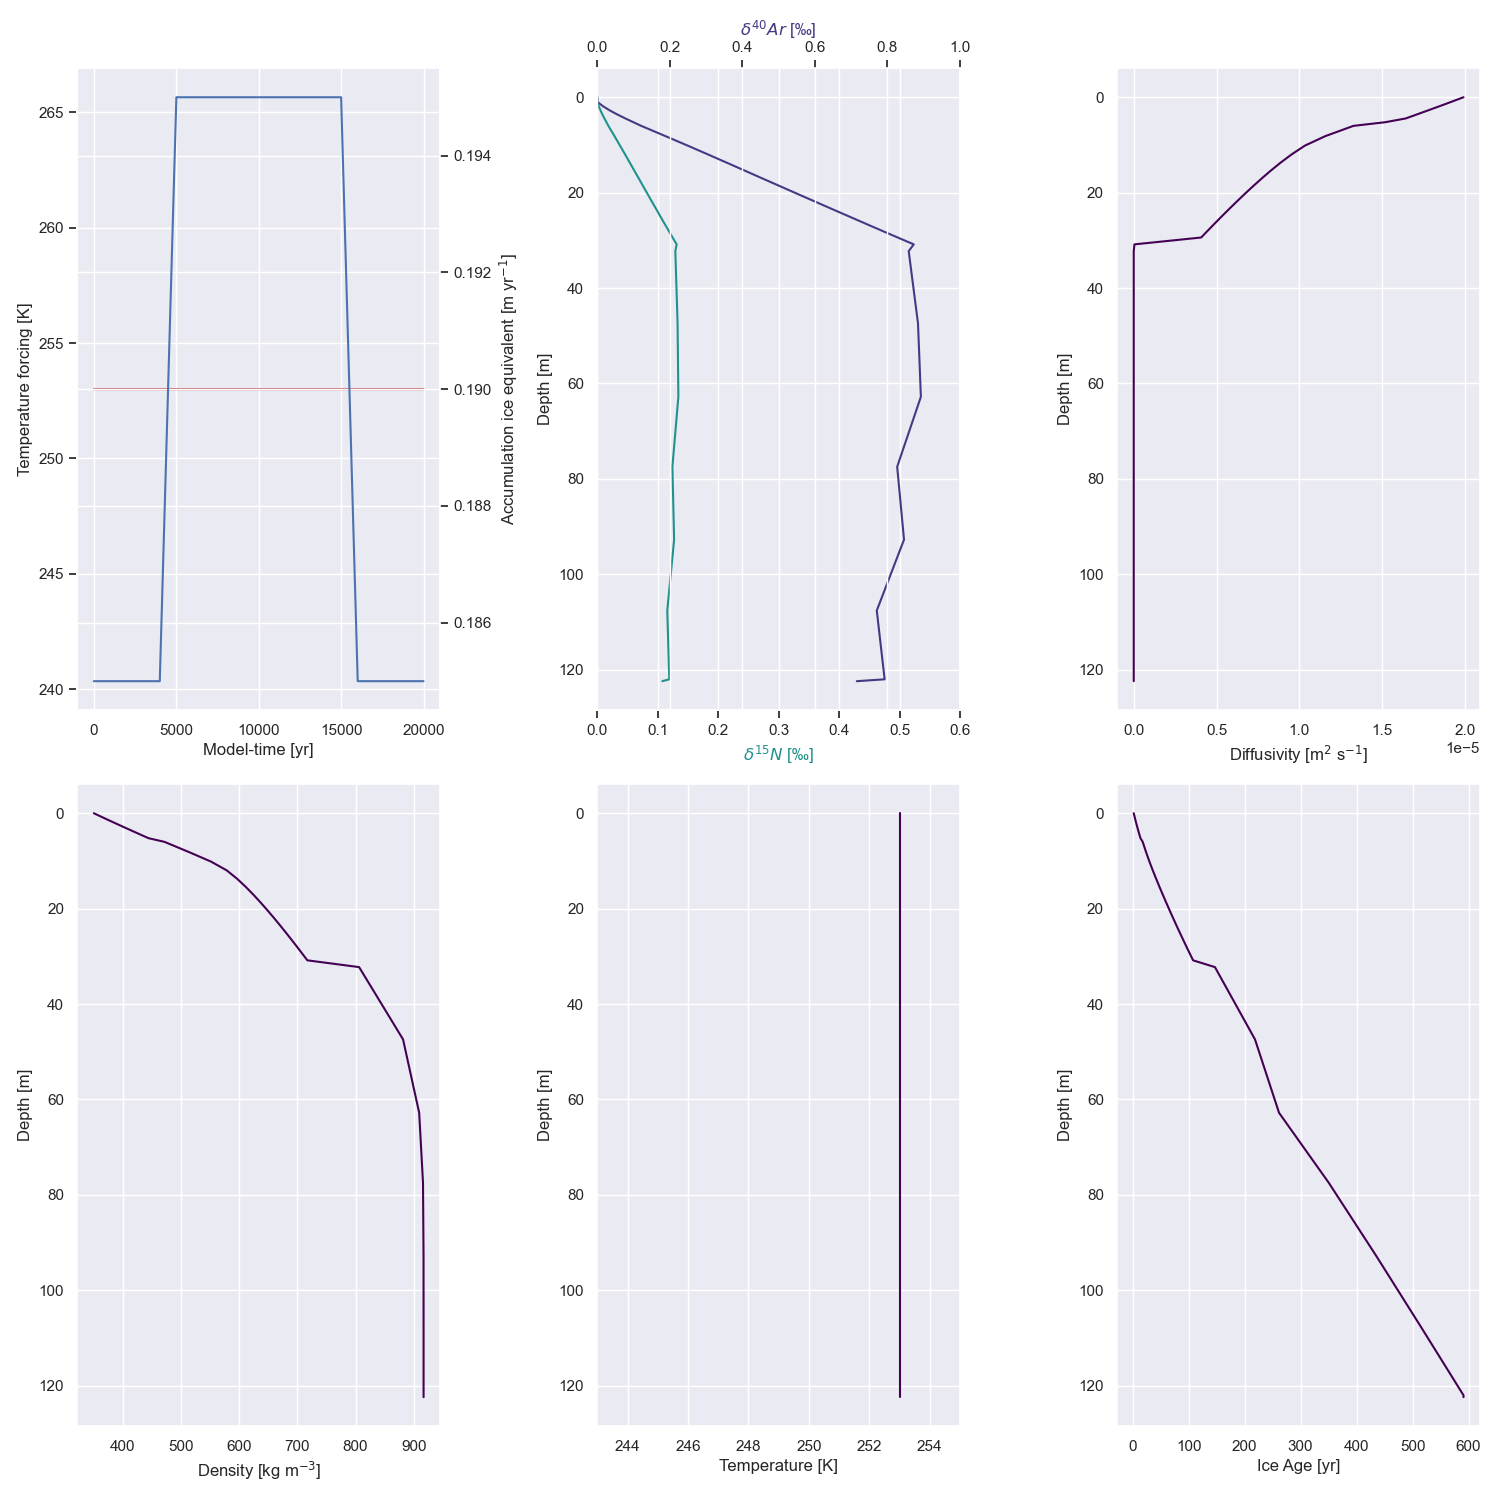 265
260
255
250
245
240
Temperature forcing [K]
0 5000 10000 15000 20000
Model-time [yr]
0.194
0.192
0.190
0.188
0.186
Accumulation ice equivalent [m yr⁻¹]
δ⁴⁰Ar [‰]
0.0 0.2 0.4 0.6 0.8 1.0
0
20
40
60
80
100
120
Depth [m]
0.0 0.1 0.2 0.3 0.4 0.5 0.6
δ¹⁵N [‰]
0
20
40
60
80
100
120
Depth [m]
0.0 0.5 1.0 1.5 2.0
1e−5
Diffusivity [m² s⁻¹]
0
20
40
60
80
100
120
Depth [m]
400 500 600 700 800 900
Density [kg m⁻³]
0
20
40
60
80
100
120
Depth [m]
244 246 248 250 252 254
Temperature [K]
0
20
40
60
80
100
120
Depth [m]
0 100 200 300 400 500 600
Ice Age [yr]